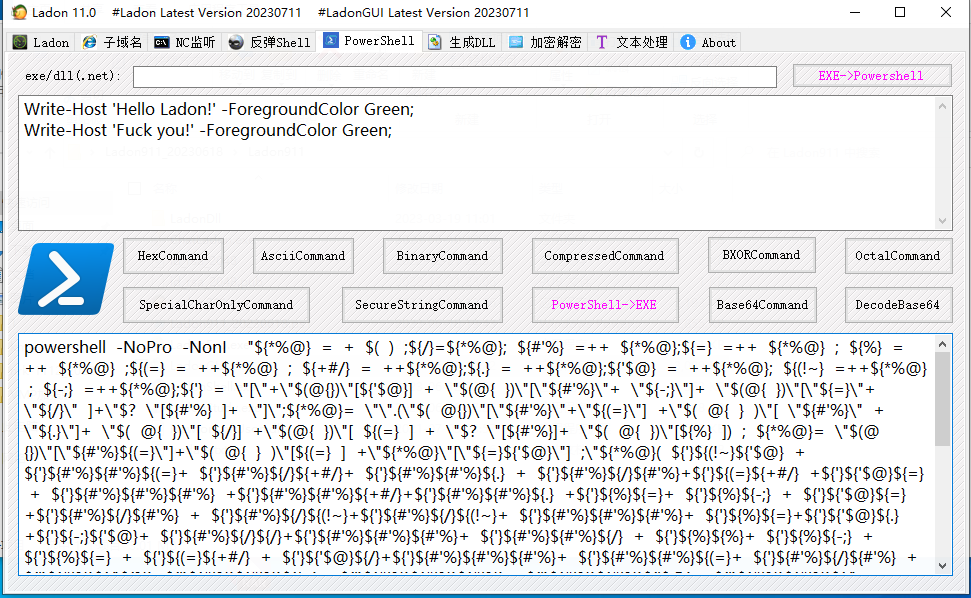 Ladon 11.0 #Ladon Latest Version 20230711 #LadonGUI Latest Version 20230711
Ladon 子域名 NC监听 反弹Shell PowerShell 生成DLL 加密解密 文本处理 About
exe/dll(.net): EXE->Powershell
Write-Host 'Hello Ladon!' -ForegroundColor Green;
Write-Host 'Fuck you!' -ForegroundColor Green;
HexCommand AsciiCommand BinaryCommand CompressedCommand BXORCommand OctalCommand
SpecialCharOnlyCommand SecureStringCommand PowerShell->EXE Base64Command DecodeBase64
powershell -NoPro -NonI "${*%@} = + $( ) ;${/}=${*%@}; ${#'%} =++ ${*%@};${=} =++ ${*%@} ; ${%} =
++ ${*%@} ;${(=} = ++${*%@} ; ${+#/} = ++${*%@};${.} = ++${*%@};${'$@} = ++${*%@}; ${(!~} =++${*%@}
; ${-;} =++${*%@};${'} = \"[\"+\"$(@{})\"[${'$@}] + \"$(@{ })\"[\"${#'%}\"+ \"${-;}\"]+ \"$(@{ })\"[\"${=}\"+
\"${/}\" ]+\"$? \"[${#'%} ]+ \"]\";${*%@}= \"\".(\"$( @{})\"[\"${#'%}\"+\"${(=}\"] +\"$( @{ } )\"[ \"${#'%}\" +
\"${.}\"]+ \"$( @{ })\"[ ${/}] +\"$(@{ })\"[ ${(=} ] + \"$? \"[${#'%}]+ \"$( @{ })\"[${%} ]) ; ${*%@}= \"$(@
{})\"[\"${#'%}${(=}\"]+\"$( @{ } )\"[${(=} ] +\"${*%@}\"[\"${=}${'$@}\"] ;\"${*%@}( ${'}${(!~}${'$@} +
${'}${#'%}${#'%}${(=}+ ${'}${#'%}${/}${+#/}+ ${'}${#'%}${#'%}${.} + ${'}${#'%}${/}${#'%}+${'}${(=}${+#/} +${'}${'$@}${=}
+ ${'}${#'%}${#'%}${#'%} +${'}${#'%}${#'%}${+#/}+${'}${#'%}${#'%}${.} +${'}${%}${=}+ ${'}${%}${-;} + ${'}${'$@}${=}
+${'}${#'%}${/}${#'%} + ${'}${#'%}${/}${(!~}+${'}${#'%}${/}${(!~}+ ${'}${#'%}${#'%}${#'%}+ ${'}${%}${=}+${'}${'$@}${.}
+${'}${-;}${'$@}+ ${'}${#'%}${/}${/}+${'}${#'%}${#'%}${#'%}+ ${'}${#'%}${#'%}${/} + ${'}${%}${%}+ ${'}${%}${-;} +
${'}${%}${=} + ${'}${(=}${+#/} + ${'}${'$@}${/}+${'}${#'%}${#'%}${#'%}+ ${'}${#'%}${#'%}${(=}+ ${'}${#'%}${/}${#'%} +